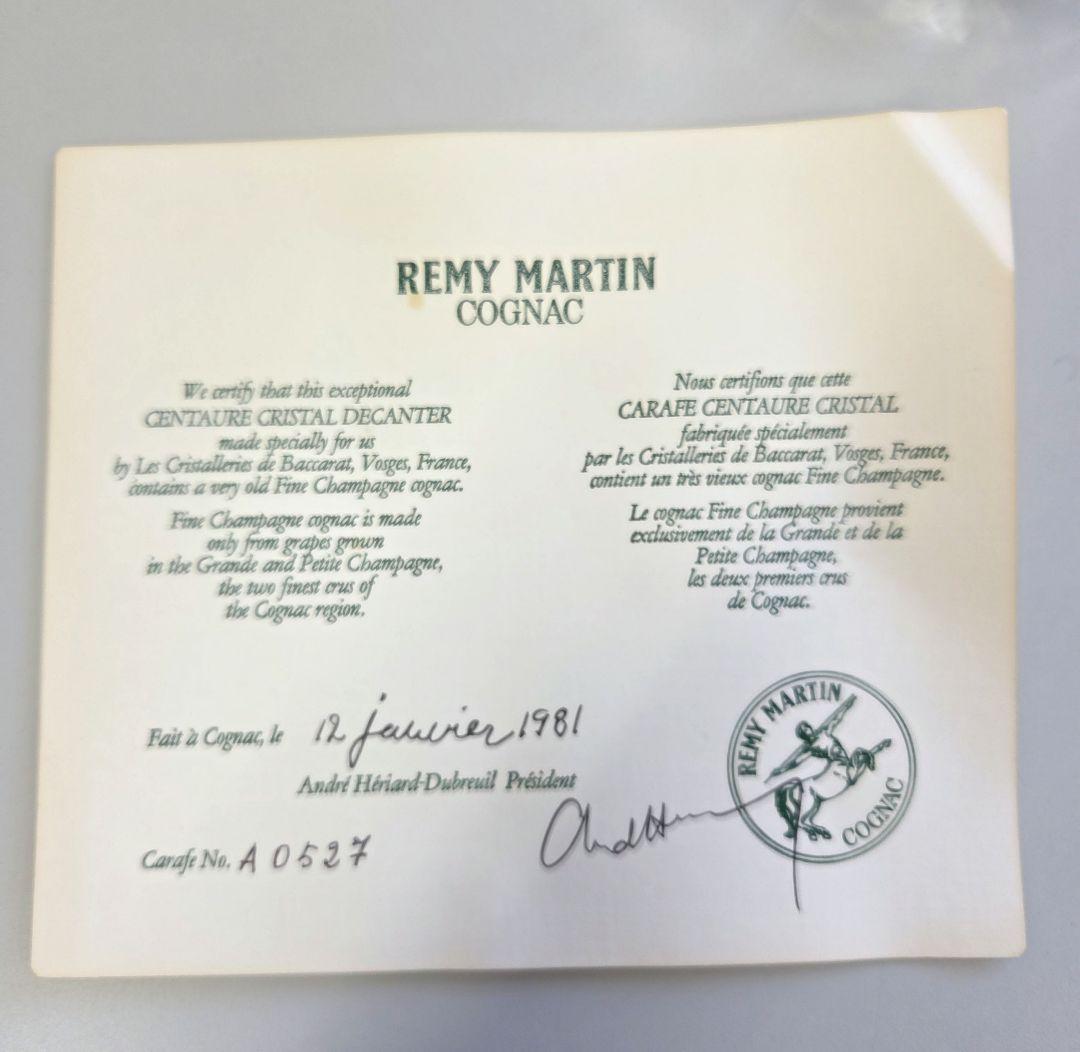 REMY MARTIN
COGNAC
We certify that this exceptional
CENTAURE CRISTAL DECANTER
made specially for us
by Les Cristalleries de Baccarat, Vosges, France,
contains a very old Fine Champagne cognac.
Fine Champagne cognac is made
only from grapes grown
in the Grande and Petite Champagne,
the two finest crus of
the Cognac region.
Nous certifions que cette
CARAFE CENTAURE CRISTAL
fabriquée spécialement
par les Cristalleries de Baccarat, Vosges, France,
contient un très vieux cognac Fine Champagne.
Le cognac Fine Champagne provient
exclusivement de la Grande et de la
Petite Champagne,
les deux premiers crus
de Cognac.
Fait à Cognac, le 12 janvier 1981
André Hériard-Dubreuil Président
Carafe No. A 0527
REMY MARTIN
COGNAC